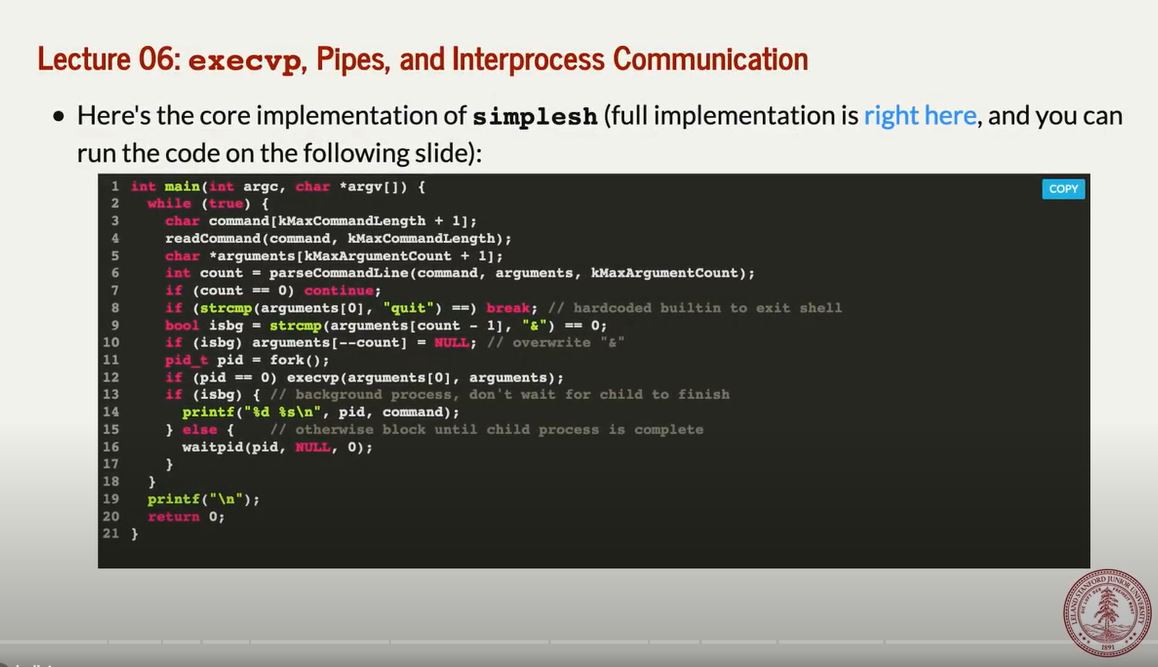 Lecture 06: execvp, Pipes, and Interprocess Communication
• Here's the core implementation of simplesh (full implementation is right here, and you can
run the code on the following slide):
COPY
1 int main(int argc, char *argv[]) {
2   while (true) {
3     char command[kMaxCommandLength + 1];
4     readCommand(command, kMaxCommandLength);
5     char *arguments[kMaxArgumentCount + 1];
6     int count = parseCommandLine(command, arguments, kMaxArgumentCount);
7     if (count == 0) continue;
8     if (strcmp(arguments[0], "quit") ==) break; // hardcoded builtin to exit shell
9     bool isbg = strcmp(arguments[count - 1], "&") == 0;
10     if (isbg) arguments[--count] = NULL; // overwrite "&"
11     pid_t pid = fork();
12     if (pid == 0) execvp(arguments[0], arguments);
13     if (isbg) { // background process, don't wait for child to finish
14       printf("%d %s\n", pid, command);
15     } else {    // otherwise block until child process is complete
16       waitpid(pid, NULL, 0);
17     }
18   }
19   printf("\n");
20   return 0;
21 }
LELAND STANFORD JUNIOR UNIVERSITY
1891